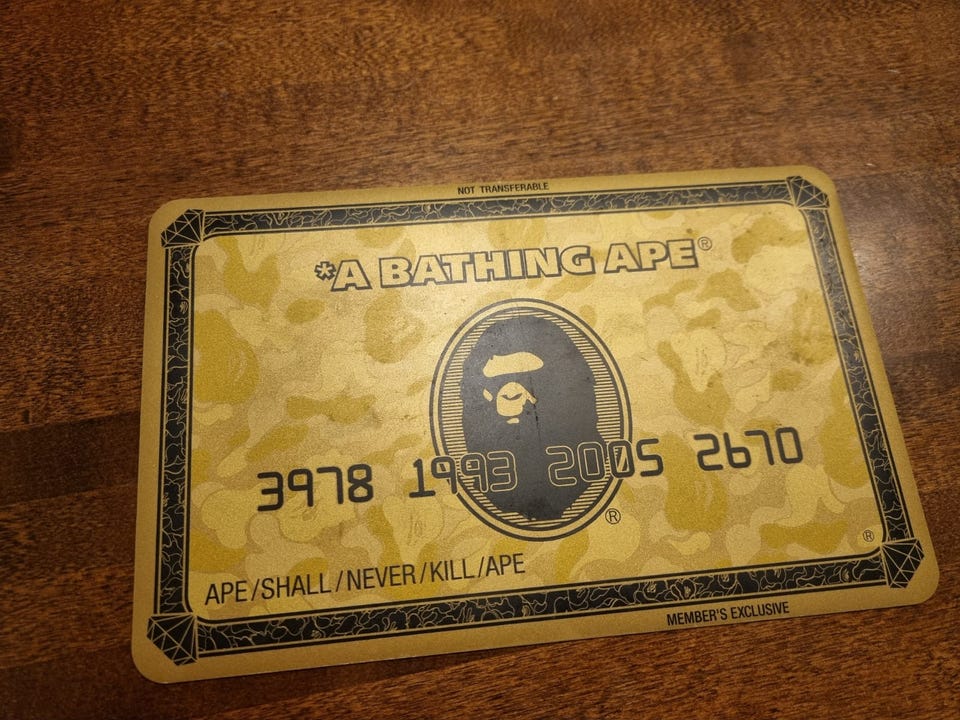 NOT TRANSFERABLE
*A BATHING APE®
3978 1993 2005 2670
®
APE/SHALL/NEVER/KILL/APE
®
MEMBER'S EXCLUSIVE